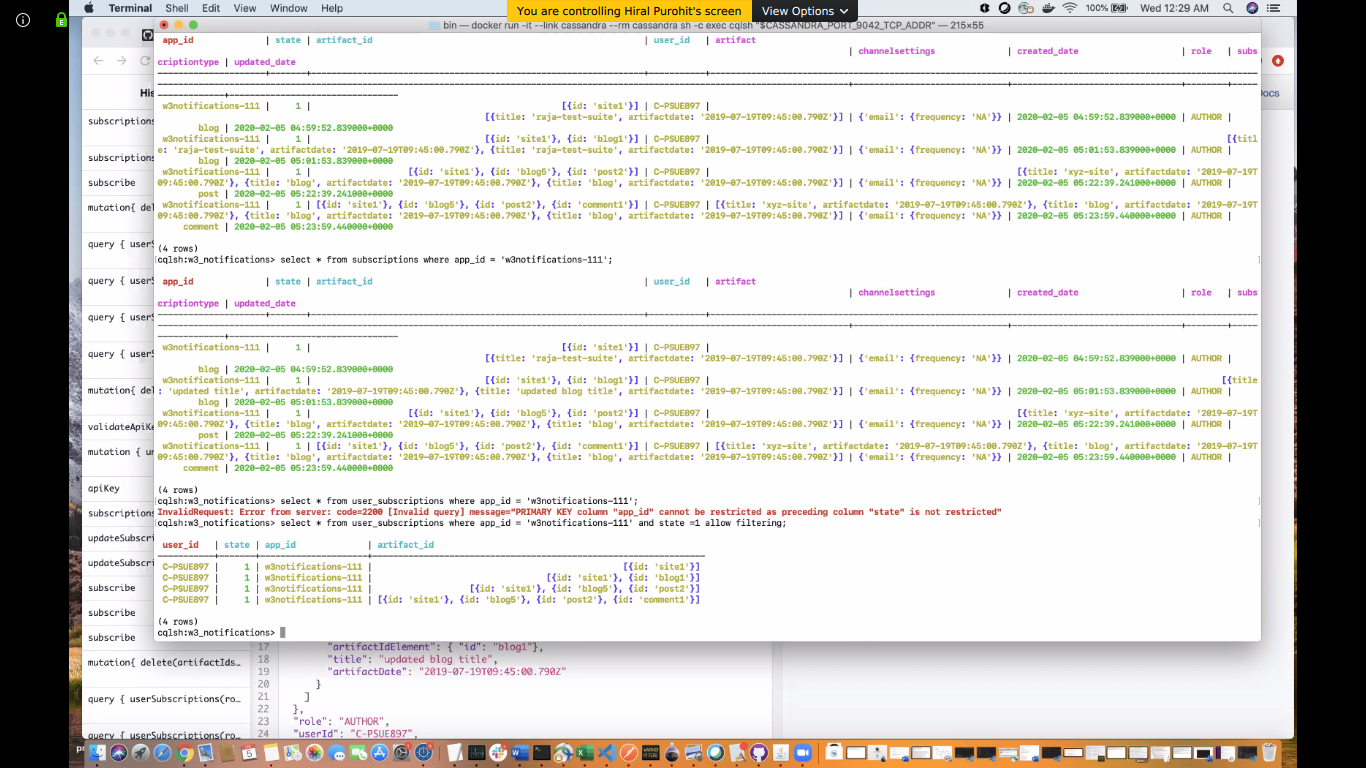 You are controlling Hiral Purohit's screen
View Options
Terminal Shell Edit View Window Help
100% Wed 12:29 AM
bin — docker run -it --link cassandra --rm cassandra sh -c exec cqlsh "$CASSANDRA_PORT_9042_TCP_ADDR" — 215×55
app_id | state | artifact_id | user_id | artifact
| channelsettings | created_date | role | subs
criptiontype | updated_date
w3notifications-111 | 1 | [{id: 'site1'}] | C-PSUE897 |
[{title: 'raja-test-suite', artifactdate: '2019-07-19T09:45:00.790Z'}] | {'email': {frequency: 'NA'}} | 2020-02-05 04:59:52.839000+0000 | AUTHOR |
blog | 2020-02-05 04:59:52.839000+0000
w3notifications-111 | 1 | [{id: 'site1'}, {id: 'blog1'}] | C-PSUE897 | [{titl
e: 'raja-test-suite', artifactdate: '2019-07-19T09:45:00.790Z'}, {title: 'raja-test-suite', artifactdate: '2019-07-19T09:45:00.790Z'}] | {'email': {frequency: 'NA'}} | 2020-02-05 05:01:53.839000+0000 | AUTHOR |
blog | 2020-02-05 05:01:53.839000+0000
w3notifications-111 | 1 | [{id: 'site1'}, {id: 'blog5'}, {id: 'post2'}] | C-PSUE897 | [{title: 'xyz-site', artifactdate: '2019-07-19T
09:45:00.790Z'}, {title: 'blog', artifactdate: '2019-07-19T09:45:00.790Z'}, {title: 'blog', artifactdate: '2019-07-19T09:45:00.790Z'}] | {'email': {frequency: 'NA'}} | 2020-02-05 05:22:39.241000+0000 | AUTHOR |
post | 2020-02-05 05:22:39.241000+0000
w3notifications-111 | 1 | [{id: 'site1'}, {id: 'blog5'}, {id: 'post2'}, {id: 'comment1'}] | C-PSUE897 | [{title: 'xyz-site', artifactdate: '2019-07-19T09:45:00.790Z'}, {title: 'blog', artifactdate: '2019-07-19T
09:45:00.790Z'}, {title: 'blog', artifactdate: '2019-07-19T09:45:00.790Z'}, {title: 'blog', artifactdate: '2019-07-19T09:45:00.790Z'}] | {'email': {frequency: 'NA'}} | 2020-02-05 05:23:59.440000+0000 | AUTHOR |
comment | 2020-02-05 05:23:59.440000+0000
(4 rows)
cqlsh:w3_notifications> select * from subscriptions where app_id = 'w3notifications-111';
app_id | state | artifact_id | user_id | artifact
| channelsettings | created_date | role | subs
criptiontype | updated_date
w3notifications-111 | 1 | [{id: 'site1'}] | C-PSUE897 |
[{title: 'raja-test-suite', artifactdate: '2019-07-19T09:45:00.790Z'}] | {'email': {frequency: 'NA'}} | 2020-02-05 04:59:52.839000+0000 | AUTHOR |
blog | 2020-02-05 04:59:52.839000+0000
w3notifications-111 | 1 | [{id: 'site1'}, {id: 'blog1'}] | C-PSUE897 | [{title
: 'updated title', artifactdate: '2019-07-19T09:45:00.790Z'}, {title: 'updated blog title', artifactdate: '2019-07-19T09:45:00.790Z'}] | {'email': {frequency: 'NA'}} | 2020-02-05 05:01:53.839000+0000 | AUTHOR |
blog | 2020-02-05 05:01:53.839000+0000
w3notifications-111 | 1 | [{id: 'site1'}, {id: 'blog5'}, {id: 'post2'}] | C-PSUE897 | [{title: 'xyz-site', artifactdate: '2019-07-19T
09:45:00.790Z'}, {title: 'blog', artifactdate: '2019-07-19T09:45:00.790Z'}, {title: 'blog', artifactdate: '2019-07-19T09:45:00.790Z'}] | {'email': {frequency: 'NA'}} | 2020-02-05 05:22:39.241000+0000 | AUTHOR |
post | 2020-02-05 05:22:39.241000+0000
w3notifications-111 | 1 | [{id: 'site1'}, {id: 'blog5'}, {id: 'post2'}, {id: 'comment1'}] | C-PSUE897 | [{title: 'xyz-site', artifactdate: '2019-07-19T09:45:00.790Z'}, {title: 'blog', artifactdate: '2019-07-19T
09:45:00.790Z'}, {title: 'blog', artifactdate: '2019-07-19T09:45:00.790Z'}, {title: 'blog', artifactdate: '2019-07-19T09:45:00.790Z'}] | {'email': {frequency: 'NA'}} | 2020-02-05 05:23:59.440000+0000 | AUTHOR |
comment | 2020-02-05 05:23:59.440000+0000
(4 rows)
cqlsh:w3_notifications> select * from user_subscriptions where app_id = 'w3notifications-111';
InvalidRequest: Error from server: code=2200 [Invalid query] message="PRIMARY KEY column "app_id" cannot be restricted as preceding column "state" is not restricted"
cqlsh:w3_notifications> select * from user_subscriptions where app_id = 'w3notifications-111' and state =1 allow filtering;
user_id | state | app_id | artifact_id
C-PSUE897 | 1 | w3notifications-111 | [{id: 'site1'}]
C-PSUE897 | 1 | w3notifications-111 | [{id: 'site1'}, {id: 'blog1'}]
C-PSUE897 | 1 | w3notifications-111 | [{id: 'site1'}, {id: 'blog5'}, {id: 'post2'}]
C-PSUE897 | 1 | w3notifications-111 | [{id: 'site1'}, {id: 'blog5'}, {id: 'post2'}, {id: 'comment1'}]
(4 rows)
cqlsh:w3_notifications>
His
subscriptions
subscriptions
subscribe
mutation{ del
query { userS
query { userS
query { userS
query { userS
mutation{ del
validateApiKe
mutation { un
apiKey
subscriptions
updateSubscri
updateSubscri
subscribe
subscribe
subscribe
mutation{ delete(artifactIds...
query { userSubscriptions(ro...
query { userSubscriptions(ro...
Docs
17 "artifactIdElement": { "id": "blog1"},
18 "title": "updated blog title",
19 "artifactDate": "2019-07-19T09:45:00.790Z"
20 }
21 ]
22 },
23 "role": "AUTHOR",
24 "userId": "C-PSUE897",